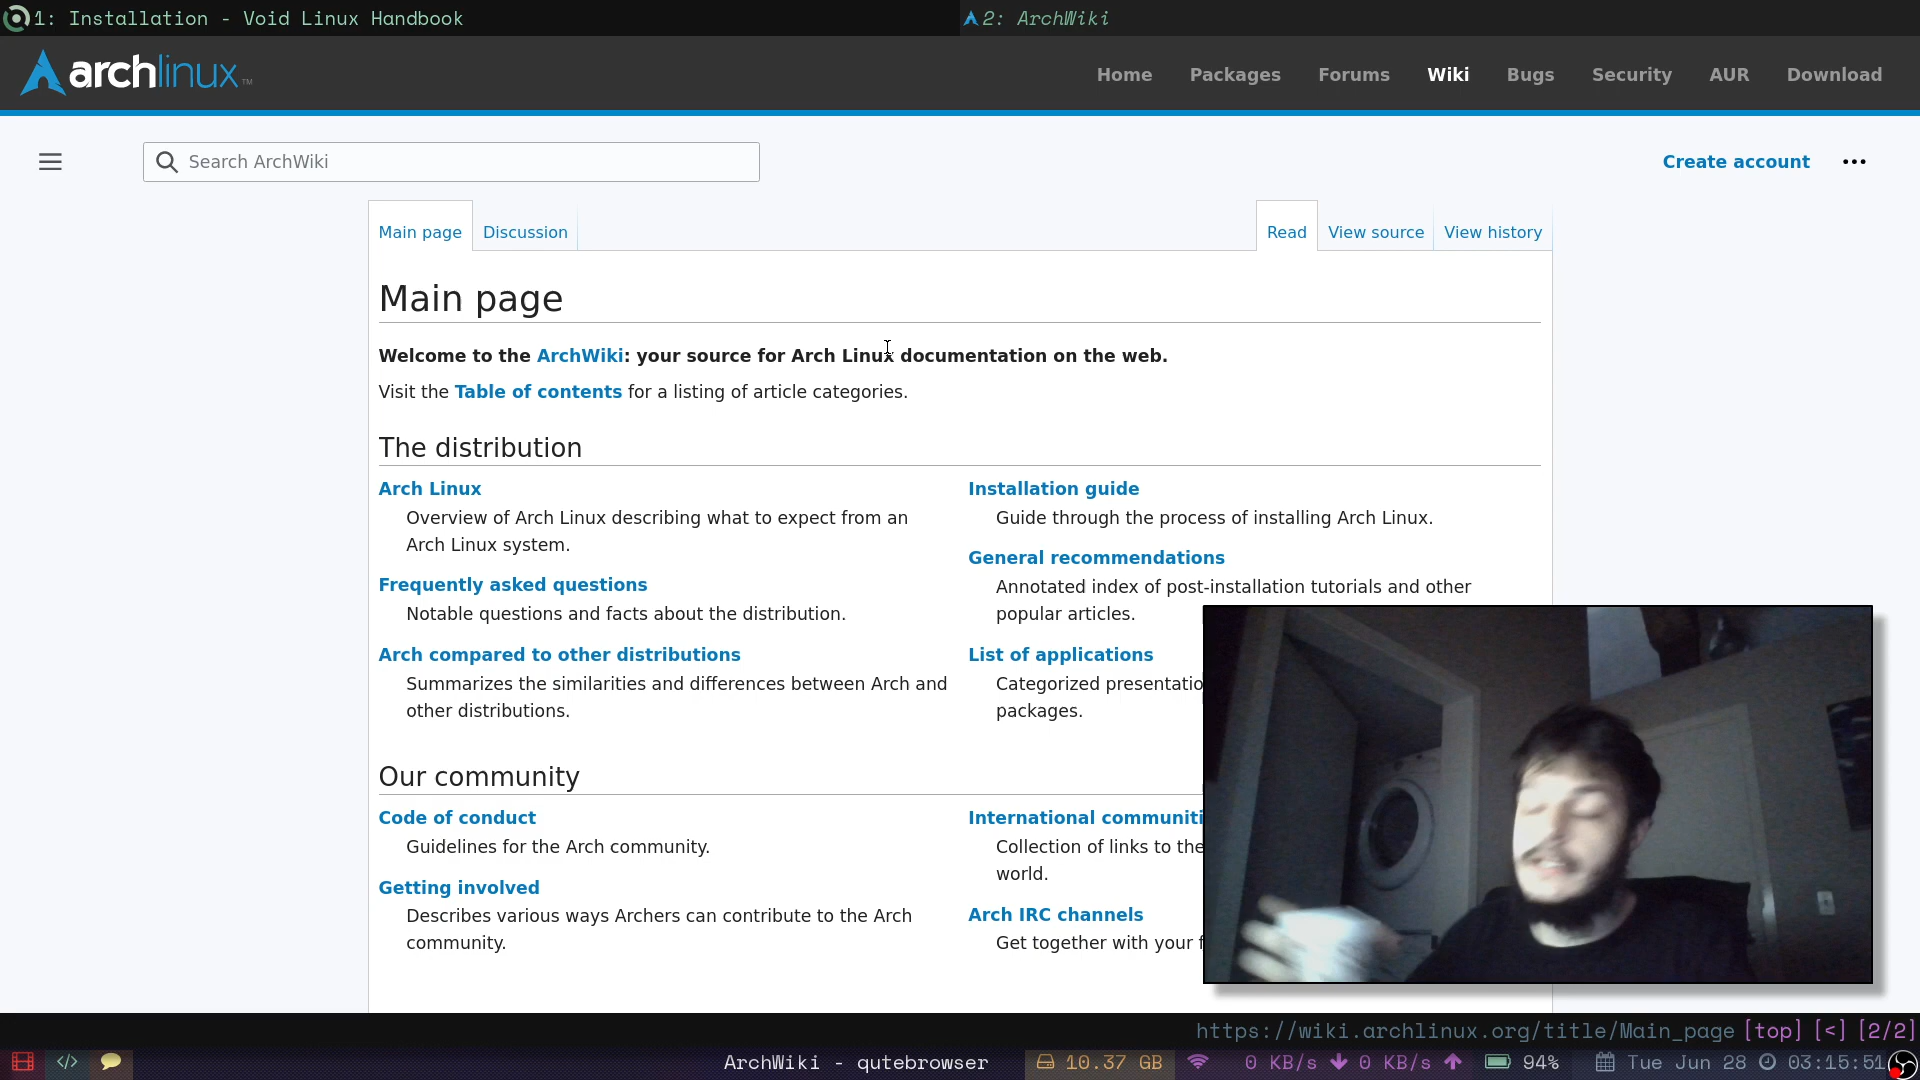 1: Installation - Void Linux Handbook
2: ArchWiki
archlinux™
Home Packages Forums Wiki Bugs Security AUR Download
Search ArchWiki
Create account
Main page Discussion Read View source View history
Main page
Welcome to the ArchWiki: your source for Arch Linux documentation on the web.
Visit the Table of contents for a listing of article categories.
The distribution
Arch Linux
Overview of Arch Linux describing what to expect from an
Arch Linux system.
Frequently asked questions
Notable questions and facts about the distribution.
Arch compared to other distributions
Summarizes the similarities and differences between Arch and
other distributions.
Installation guide
Guide through the process of installing Arch Linux.
General recommendations
Annotated index of post-installation tutorials and other
popular articles.
List of applications
Categorized presentatio
packages.
Our community
Code of conduct
Guidelines for the Arch community.
Getting involved
Describes various ways Archers can contribute to the Arch
community.
International communiti
Collection of links to the
world.
Arch IRC channels
Get together with your f
https://wiki.archlinux.org/title/Main_page [top] [<] [2/2]
ArchWiki - qutebrowser 10.37 GB 0 KB/s 0 KB/s 94% Tue Jun 28 03:15:51